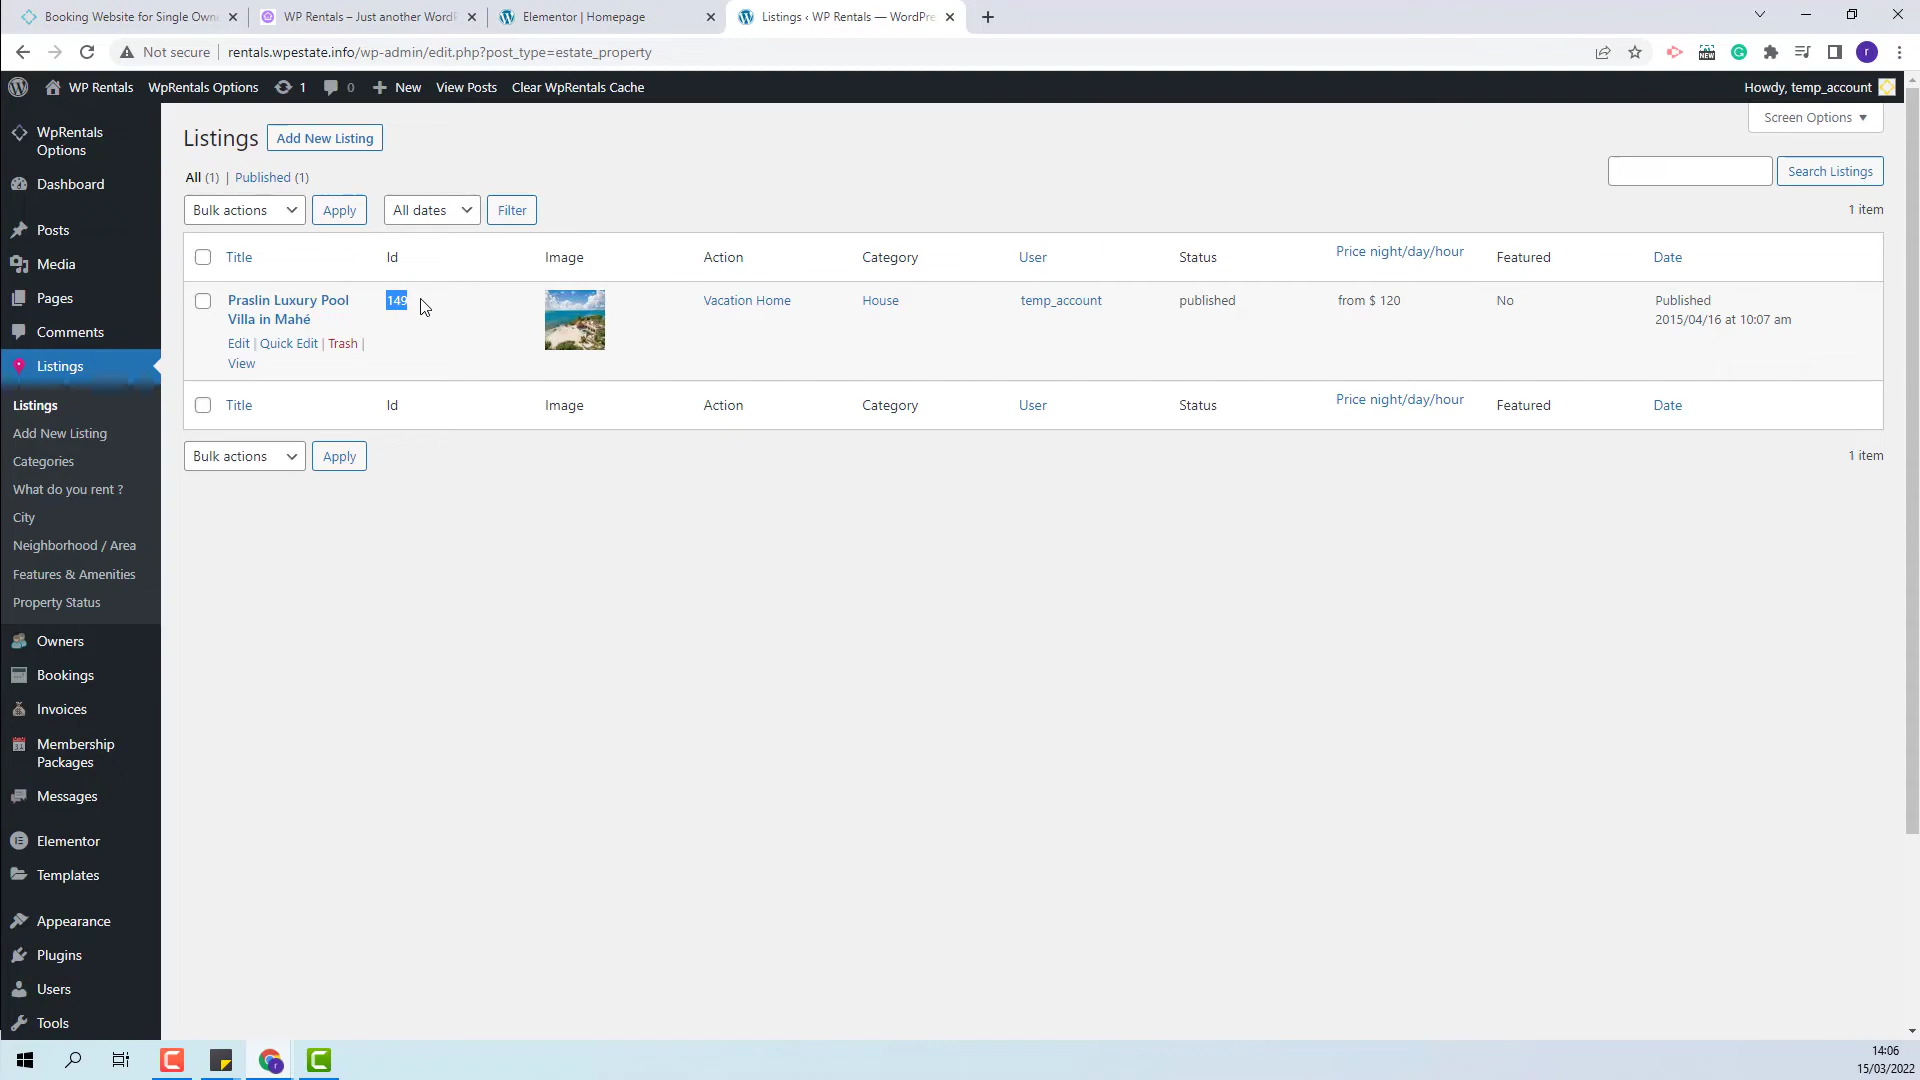 Booking Website for Single Own
WP Rentals – Just another WordP
Elementor | Homepage
Listings ‹ WP Rentals — WordPre
Not secure
rentals.wpestate.info/wp-admin/edit.php?post_type=estate_property
NEW
r
WP Rentals
WpRentals Options
1
0
New
View Posts
Clear WpRentals Cache
Howdy, temp_account
WpRentals
Options
Dashboard
Posts
Media
Pages
Comments
Listings
Listings
Add New Listing
Categories
What do you rent ?
City
Neighborhood / Area
Features & Amenities
Property Status
Owners
Bookings
Invoices
Membership
Packages
Messages
Elementor
Templates
Appearance
Plugins
Users
Tools
Screen Options
Listings
Add New Listing
All (1) | Published (1)
Search Listings
Bulk actions
Apply
All dates
Filter
1 item
Title
Id
Image
Action
Category
User
Status
Price night/day/hour
Featured
Date
Praslin Luxury Pool
Villa in Mahé
Edit | Quick Edit | Trash |
View
149
Vacation Home
House
temp_account
published
from $ 120
No
Published
2015/04/16 at 10:07 am
Title
Id
Image
Action
Category
User
Status
Price night/day/hour
Featured
Date
Bulk actions
Apply
1 item
14:06
15/03/2022